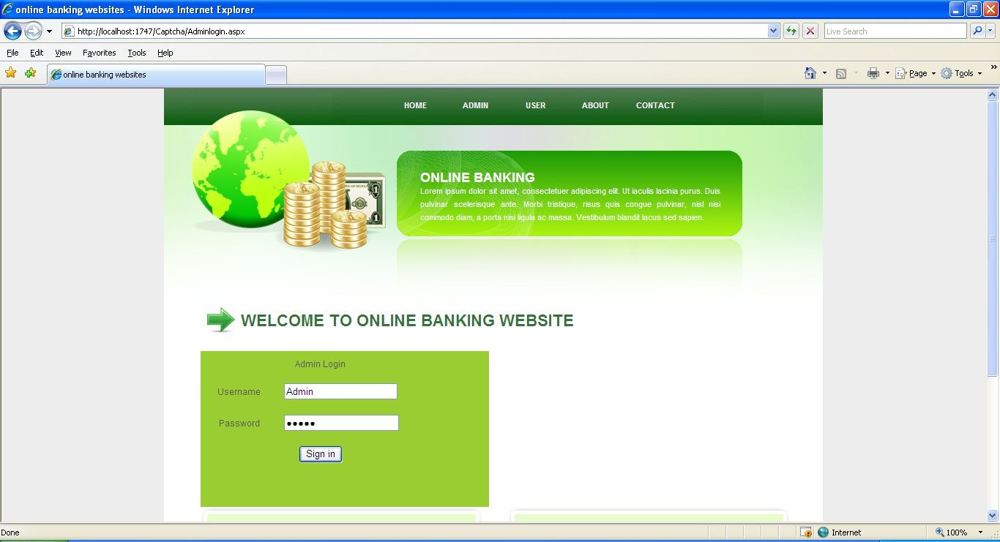 online banking websites - Windows Internet Explorer
http://localhost:1747/Captcha/Adminlogin.aspx
Live Search
File Edit View Favorites Tools Help
online banking websites
Page Tools »
HOME ADMIN USER ABOUT CONTACT
ONLINE BANKING
Lorem ipsum dolor sit amet, consectetuer adipiscing elit. Ut iaculis lacinia purus. Duis
pulvinar scelerisque ante. Morbi tristique, risus quis congue pulvinar, nisl nisi
commodo diam, a porta nisi ligula ac massa. Vestibulum blandit lacus sed sapien.
WELCOME TO ONLINE BANKING WEBSITE
Admin Login
Username Admin
Password •••••
Sign in
Done Internet 100%